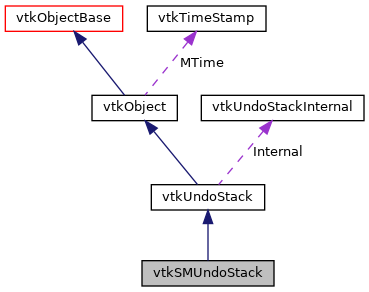 vtkObjectBase
vtkTimeStamp
MTime
vtkObject
vtkUndoStackInternal
Internal
vtkUndoStack
vtkSMUndoStack